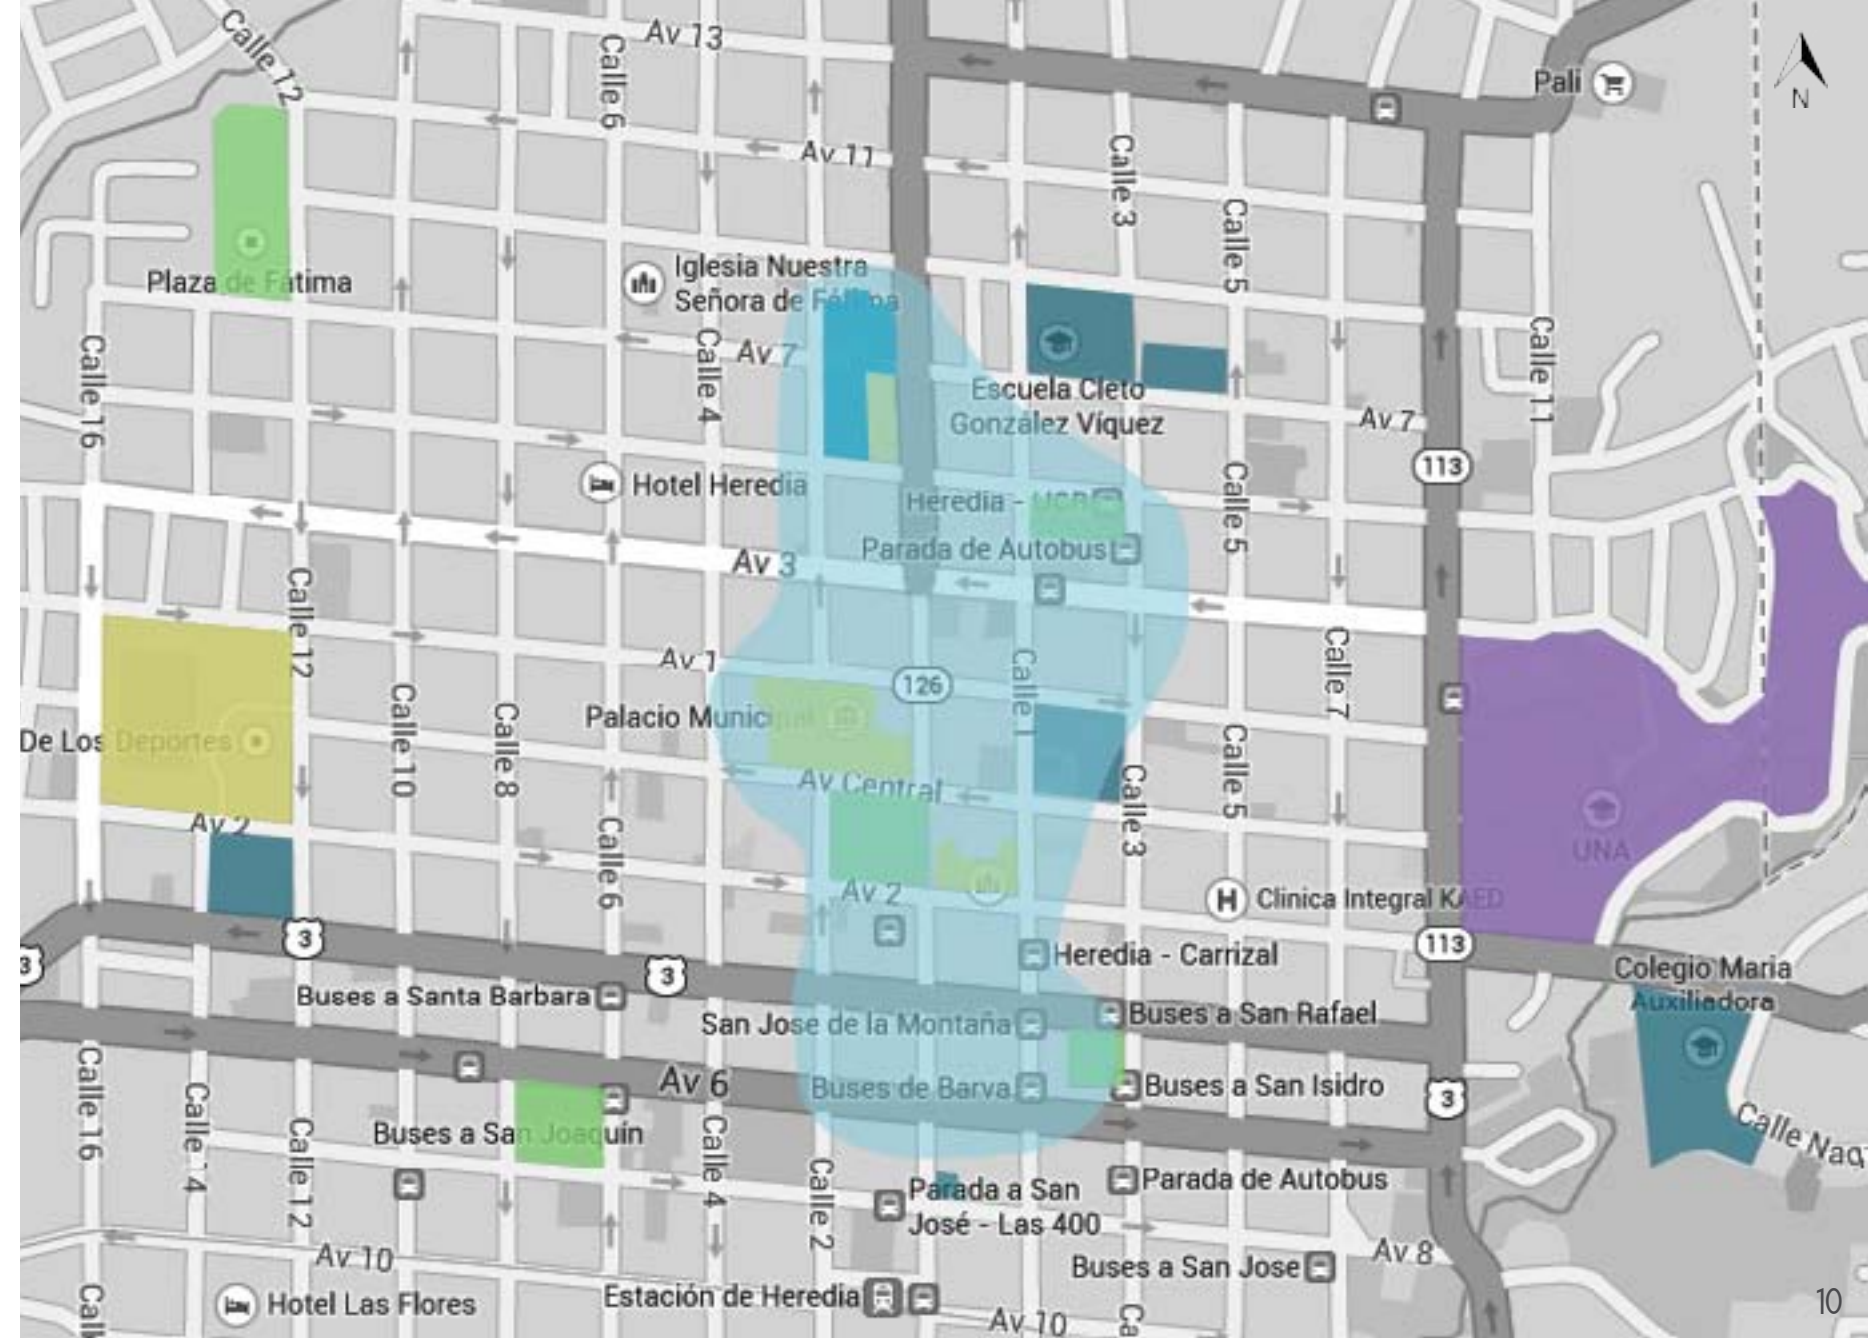 Calle 12
Calle 6
Av 13
Pali
N
Av 11
Calle 3
Calle 5
Plaza de Fátima
Iglesia Nuestra
Señora de Fátima
Calle 16
Calle 4
Av 7
Escuela Cleto
González Víquez
Av 7
Calle 11
113
Hotel Heredia
Heredia - UCR
Calle 5
Parada de Autobus
Av 3
Calle 12
Av 1
126
Calle 1
Calle 7
Calle 10
Calle 8
Palacio Municipal
De Los Deportes
Av Central
Calle 5
Calle 3
Av 2
Calle 6
Av 2
UNA
Clinica Integral KAED
3
3
3
113
Heredia - Carrizal
Colegio Maria
Auxiliadora
Buses a Santa Barbara
San Jose de la Montaña
Buses a San Rafael
Av 6
Buses de Barva
Buses a San Isidro
3
Calle 16
Calle 14
Calle 12
Buses a San Joaquín
Calle 4
Calle 2
Parada a San
José - Las 400
Parada de Autobus
Av 10
Av 8
Buses a San Jose
Hotel Las Flores
Estación de Heredia
Av 10
10